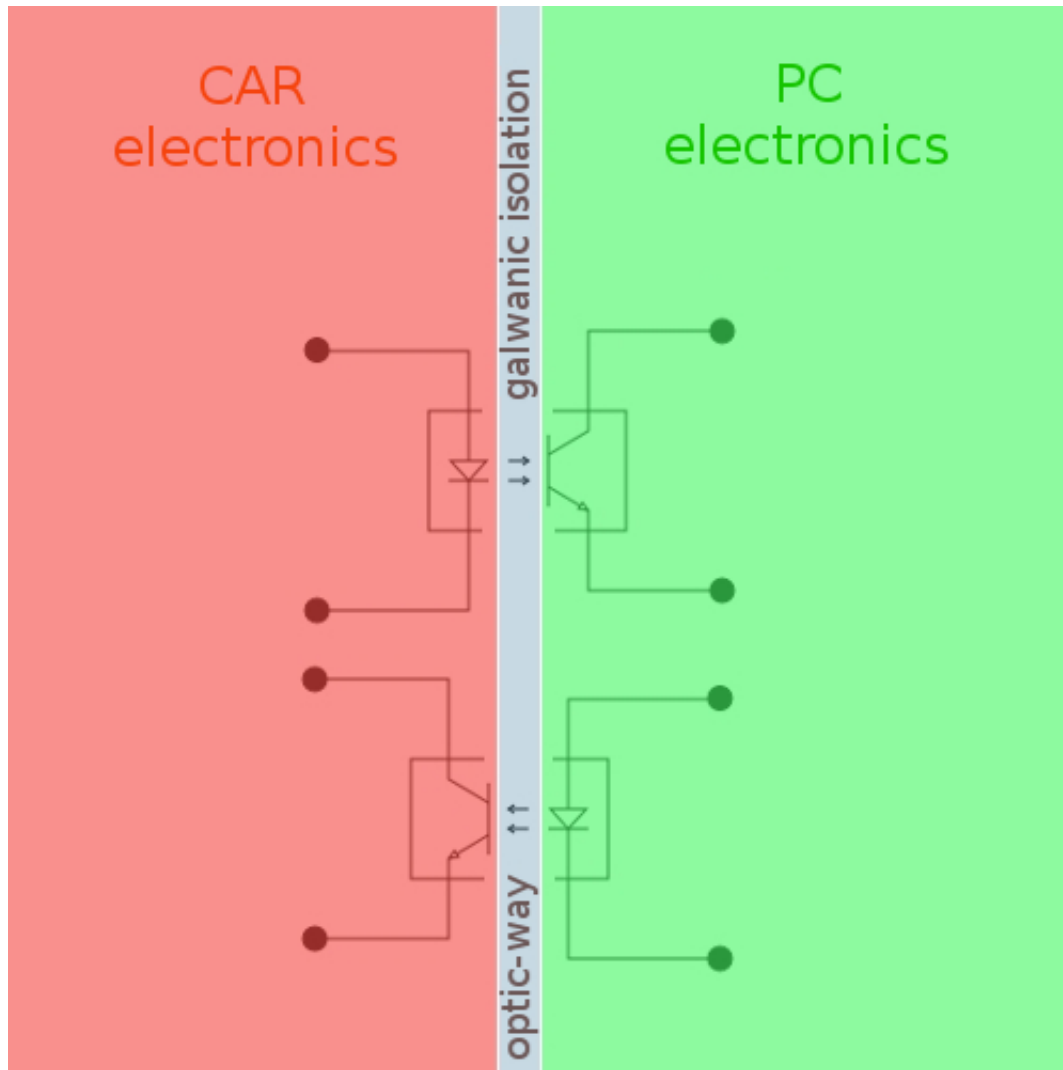 CAR
electronics
galwanic isolation
optic-way
PC
electronics